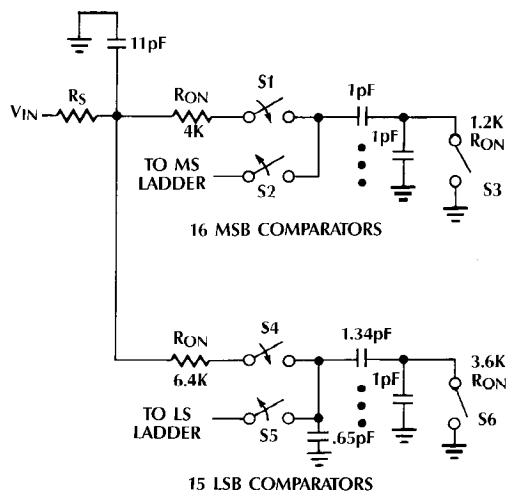 11pF
VIN
RS
RON
4K
S1
TO MS
LADDER
S2
1pF
1pF
1.2K
RON
S3
16 MSB COMPARATORS
RON
6.4K
S4
TO LS
LADDER
S5
.65pF
1.34pF
1pF
3.6K
RON
S6
15 LSB COMPARATORS